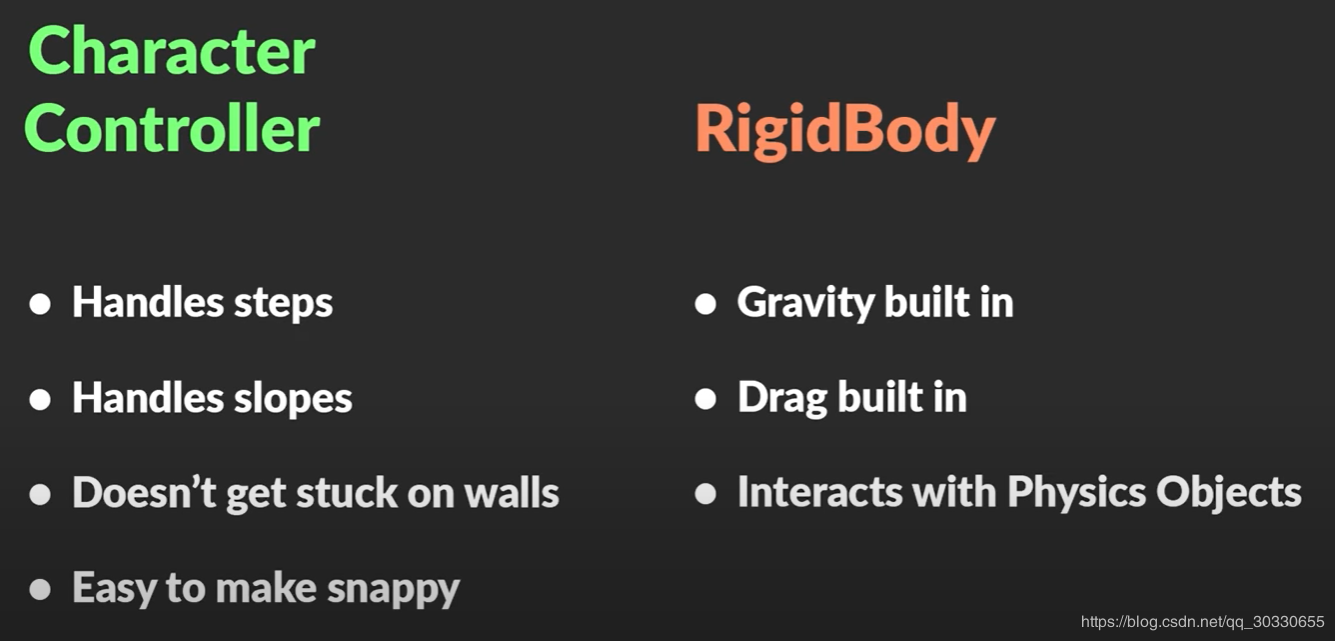 Character
Controller
● Handles steps
● Handles slopes
● Doesn’t get stuck on walls
● Easy to make snappy
RigidBody
● Gravity built in
● Drag built in
● Interacts with Physics Objects
https://blog.csdn.net/qq_30330655